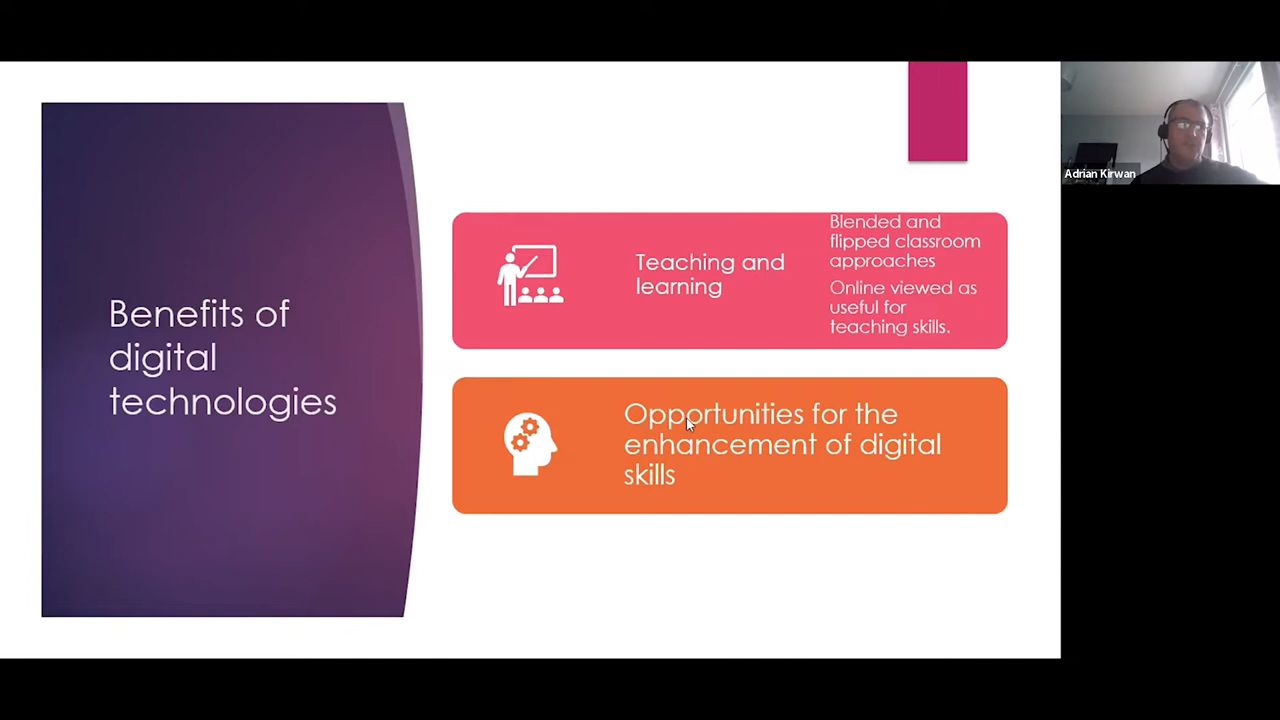 Benefits of
digital
technologies
Teaching and
learning
Blended and
flipped classroom
approaches
Online viewed as
useful for
teaching skills.
Opportunities for the
enhancement of digital
skills
Adrian Kirwan